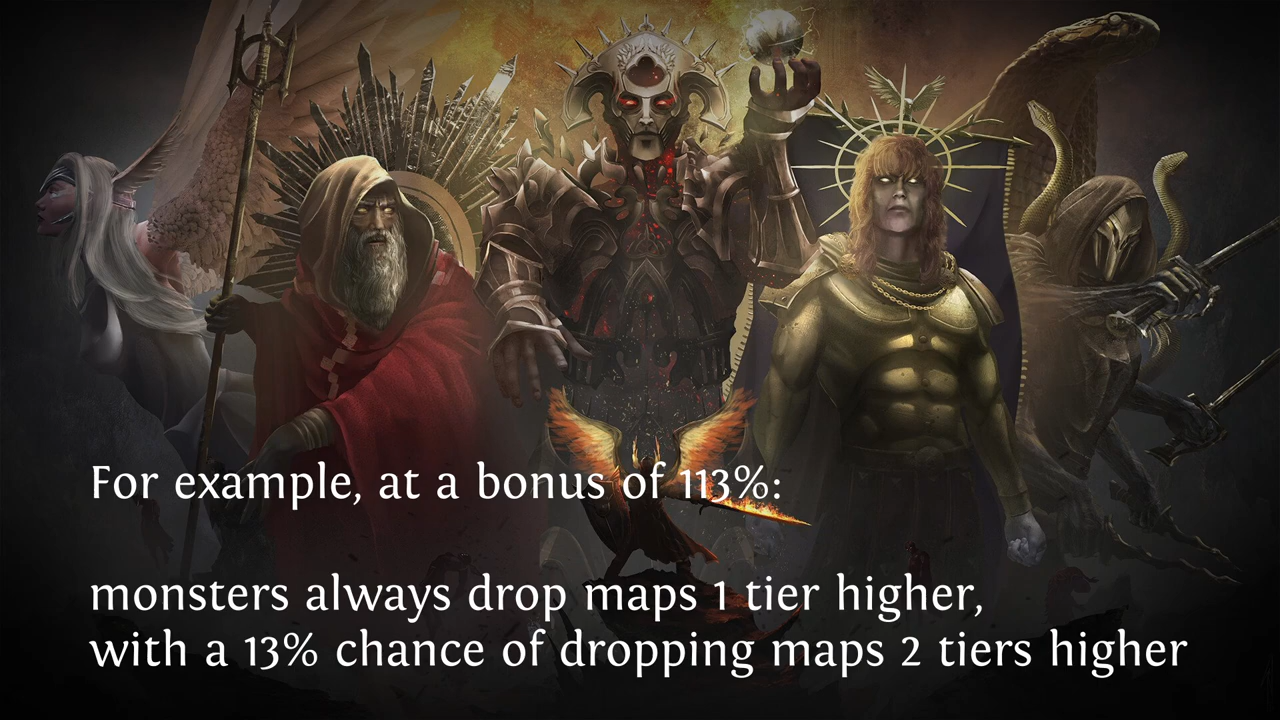 For example, at a bonus of 113%:
monsters always drop maps 1 tier higher,
with a 13% chance of dropping maps 2 tiers higher